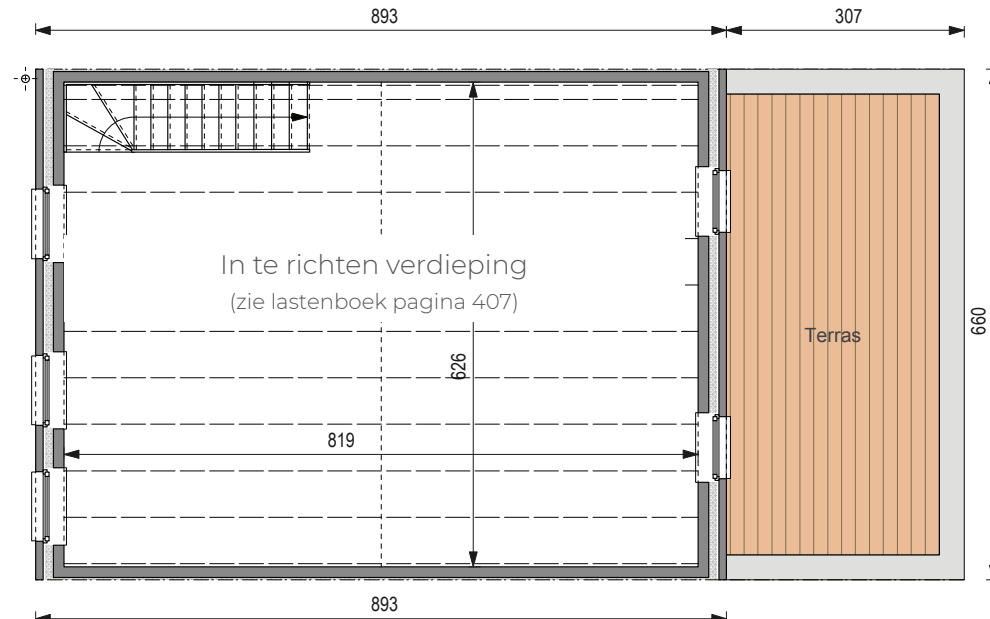 893
307
In te richten verdieping
(zie lastenboek pagina 407)
660
Terras
626
819
893